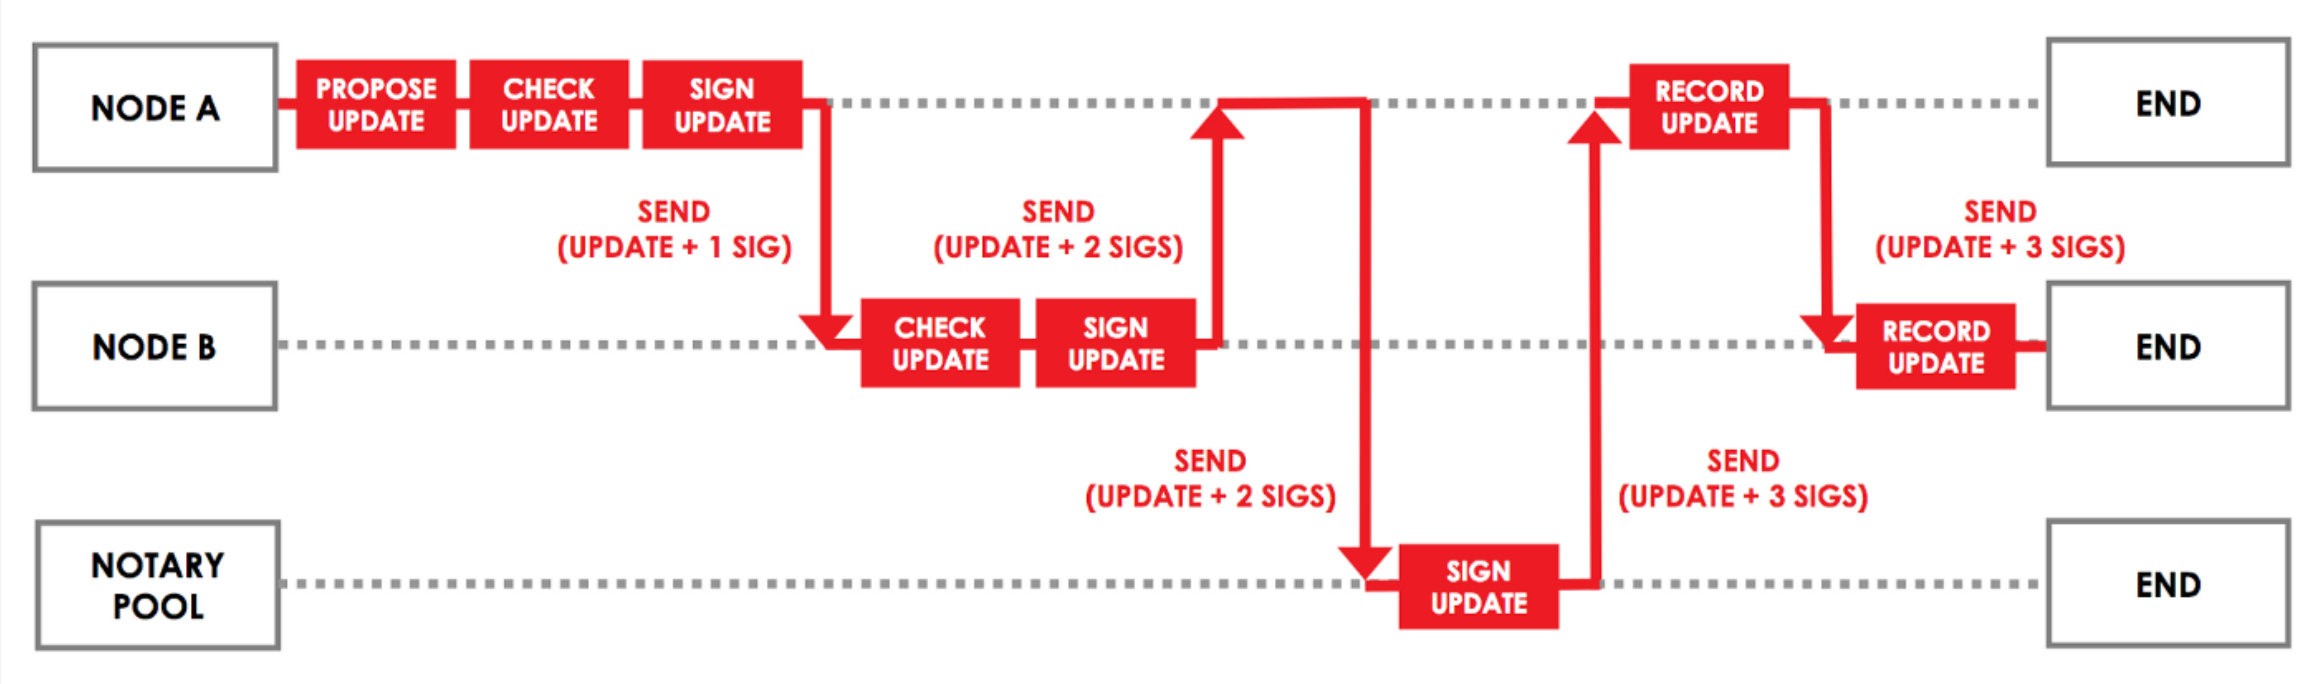 NODE A
PROPOSE
UPDATE
CHECK
UPDATE
SIGN
UPDATE
RECORD
UPDATE
END
SEND
(UPDATE + 1 SIG)
SEND
(UPDATE + 2 SIGS)
SEND
(UPDATE + 3 SIGS)
NODE B
CHECK
UPDATE
SIGN
UPDATE
RECORD
UPDATE
END
SEND
(UPDATE + 2 SIGS)
SEND
(UPDATE + 3 SIGS)
NOTARY
POOL
SIGN
UPDATE
END